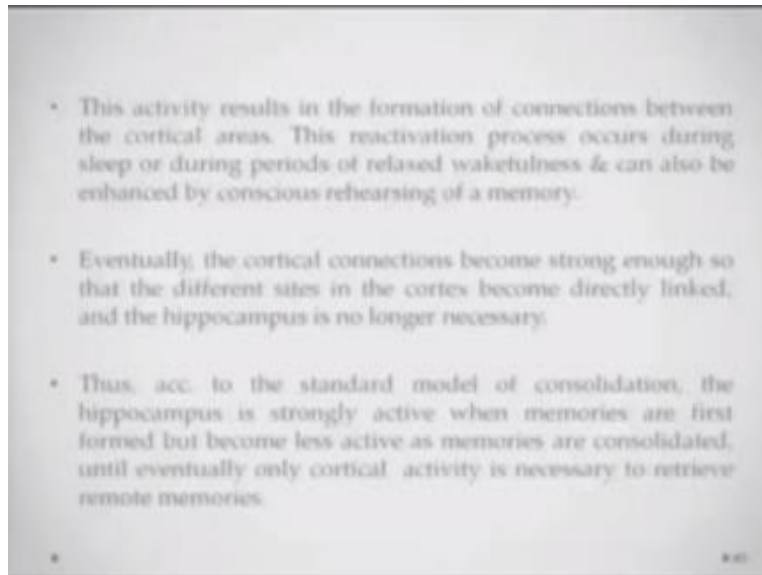 • This activity results in the formation of connections between
the cortical areas. This reactivation process occurs during
sleep or during periods of relaxed wakefulness & can also be
enhanced by conscious rehearsing of a memory.
• Eventually, the cortical connections become strong enough so
that the different sites in the cortex become directly linked,
and the hippocampus is no longer necessary.
• Thus, acc. to the standard model of consolidation, the
hippocampus is strongly active when memories are first
formed but become less active as memories are consolidated,
until eventually only cortical activity is necessary to retrieve
remote memories.